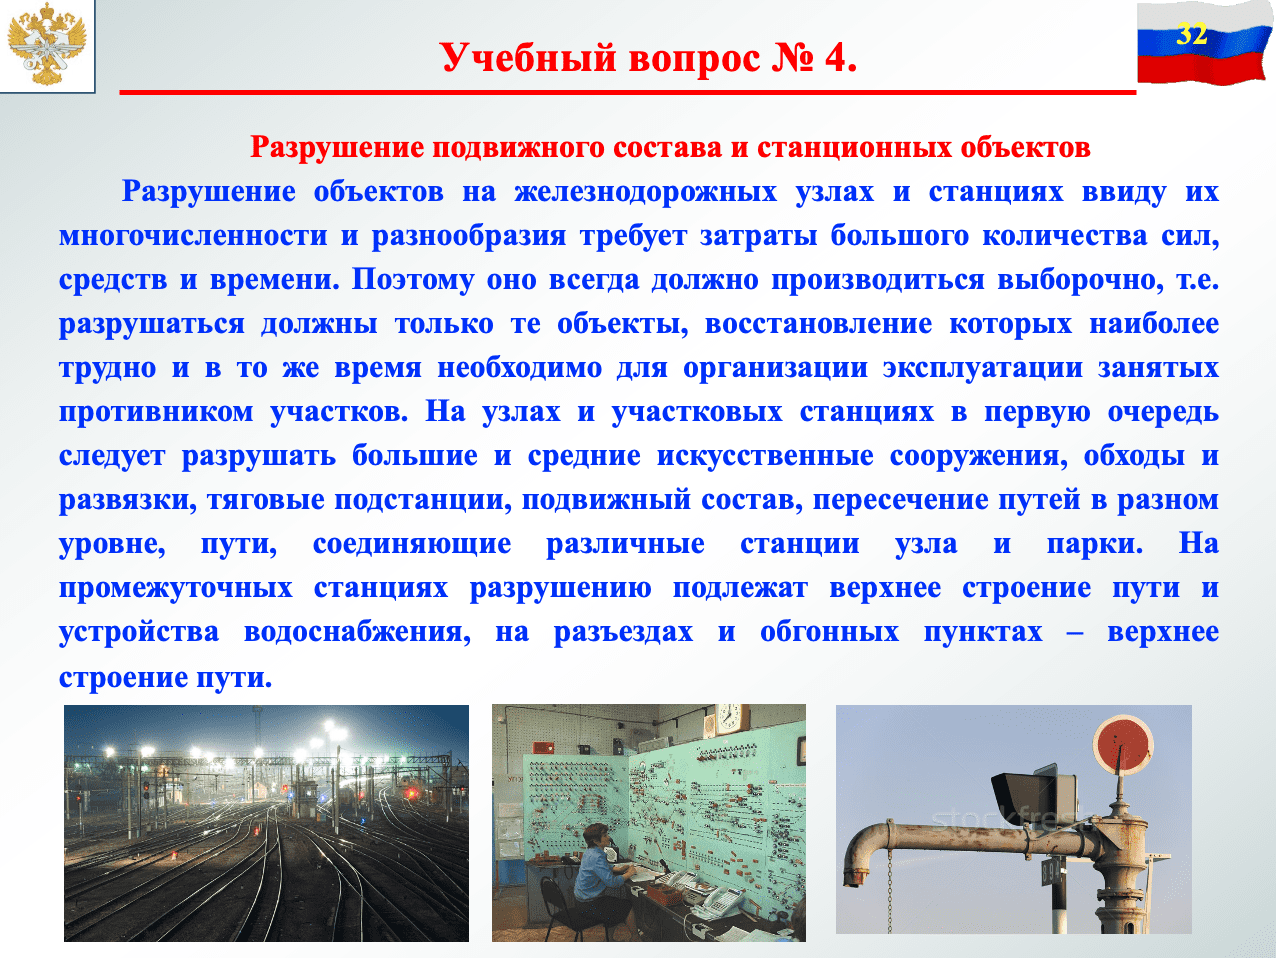 32
Учебный вопрос № 4.
Разрушение подвижного состава и станционных объектов
Разрушение объектов на железнодорожных узлах и станциях ввиду их
многочисленности и разнообразия требует затраты большого количества сил,
средств и времени. Поэтому оно всегда должно производиться выборочно, т.е.
разрушаться должны только те объекты, восстановление которых наиболее
трудно и в то же время необходимо для организации эксплуатации занятых
противником участков. На узлах и участковых станциях в первую очередь
следует разрушать большие и средние искусственные сооружения, обходы и
развязки, тяговые подстанции, подвижный состав, пересечение путей в разном
уровне, пути, соединяющие различные станции узла и парки. На
промежуточных станциях разрушению подлежат верхнее строение пути и
устройства водоснабжения, на разъездах и обгонных пунктах – верхнее
строение пути.